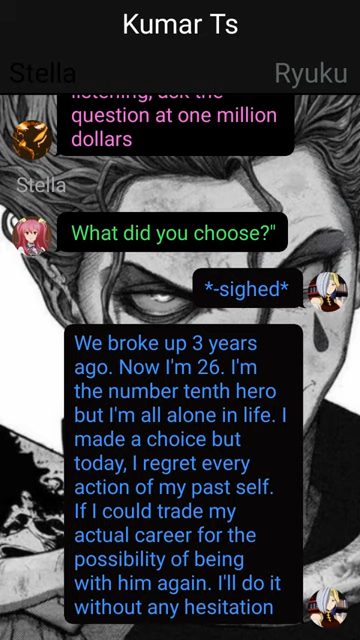 Kumar Ts
Stella
Ryuku
listening, ask the
question at one million
dollars
Stella
What did you choose?"
*-sighed*
We broke up 3 years
ago. Now I'm 26. I'm
the number tenth hero
but I'm all alone in life. I
made a choice but
today, I regret every
action of my past self.
If I could trade my
actual career for the
possibility of being
with him again. I'll do it
without any hesitation